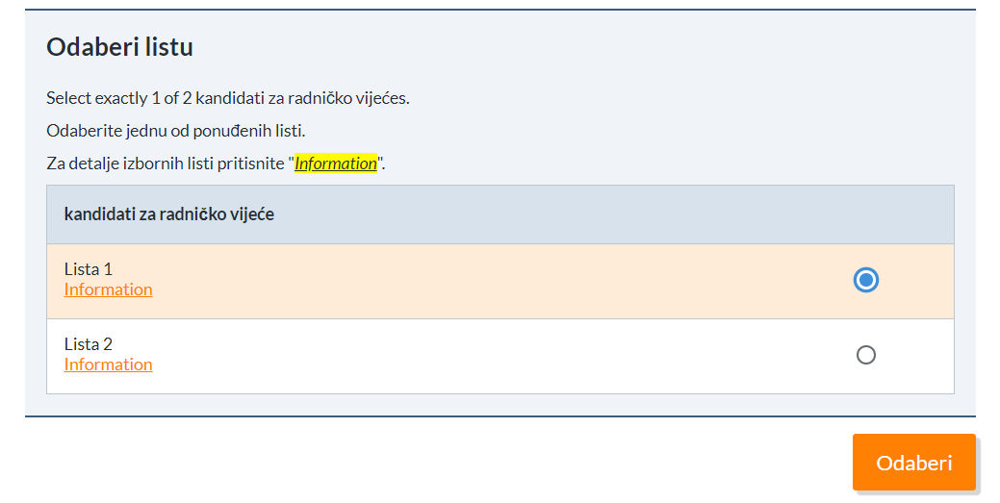 Odaberi listu
Select exactly 1 of 2 kandidati za radničko vijećes.
Odaberite jednu od ponuđenih listi.
Za detalje izbornih listi pritisnite "Information".
kandidati za radničko vijeće
Lista 1
Information
Lista 2
Information
Odaberi